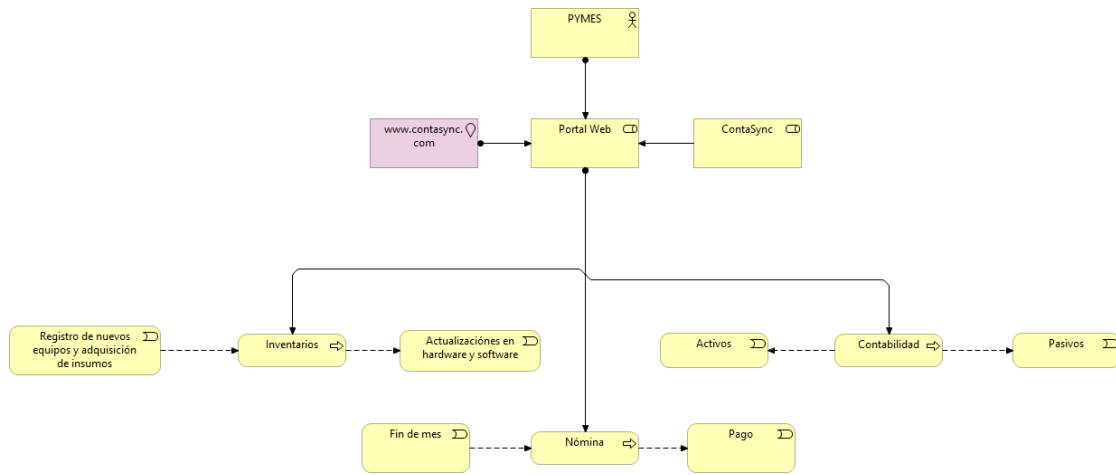 PYMES
www.contasync.
com
Portal Web
ContaSync
Registro de nuevos
equipos y adquisición
de insumos
Inventarios
Actualizaciónes en
hardware y software
Activos
Contabilidad
Pasivos
Fin de mes
Nómina
Pago